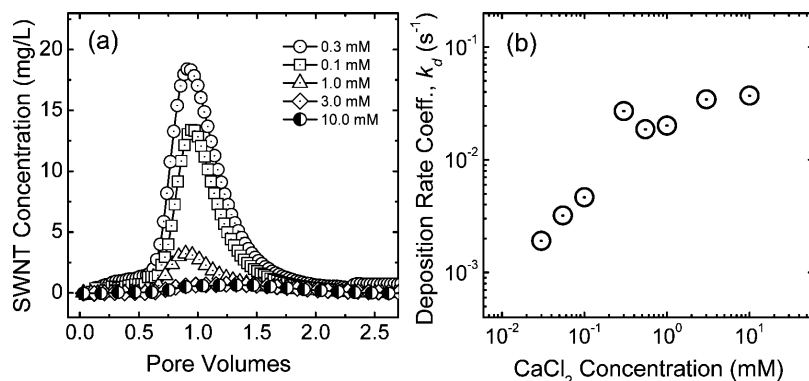 (a)
0.3 mM
0.1 mM
1.0 mM
3.0 mM
10.0 mM
SWNT Concentration (mg/L)
20
15
10
5
0
0.0 0.5 1.0 1.5 2.0 2.5
Pore Volumes
(b)
Deposition Rate Coeff., k_d (s⁻¹)
10⁻¹
10⁻²
10⁻³
10⁻² 10⁻¹ 10⁰ 10¹
CaCl₂ Concentration (mM)